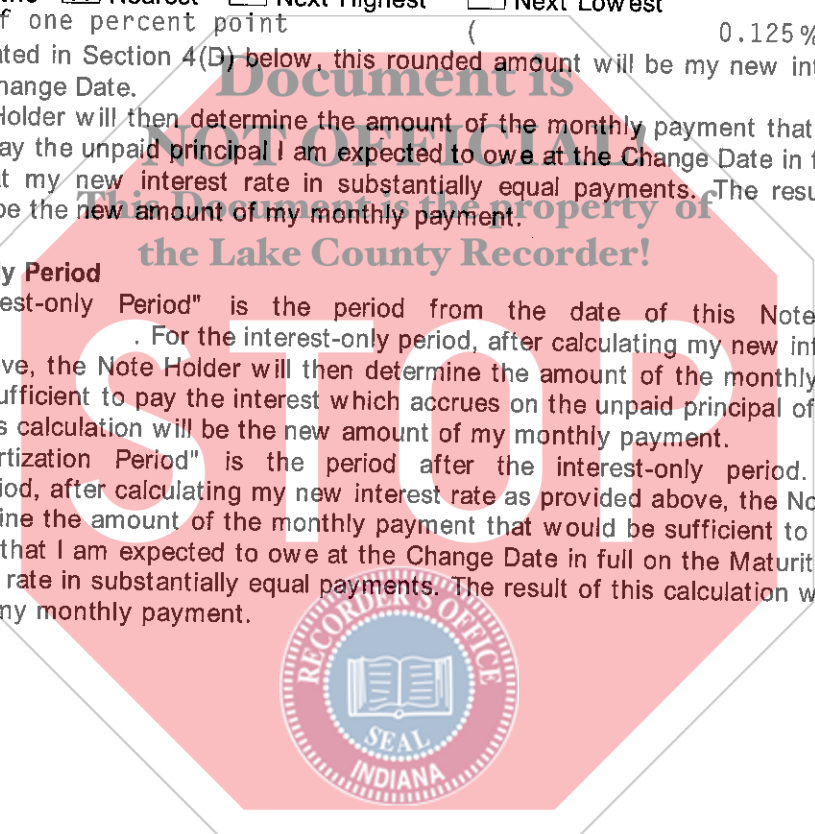 Nearest Next Highest Next Lowest
f one percent point ( 0.125%
ted in Section 4(D) below, this rounded amount will be my new int
hange Date.
Holder will then determine the amount of the monthly payment that
ay the unpaid principal I am expected to owe at the Change Date in f
at my new interest rate in substantially equal payments. The resu
be the new amount of my monthly payment.
Document is
NOT OFFICIAL!
This Document is the property of
the Lake County Recorder!
ly Period
est-only Period" is the period from the date of this Note
. For the interest-only period, after calculating my new int
ve, the Note Holder will then determine the amount of the monthly
ufficient to pay the interest which accrues on the unpaid principal of
s calculation will be the new amount of my monthly payment.
rtization Period" is the period after the interest-only period.
iod, after calculating my new interest rate as provided above, the No
ine the amount of the monthly payment that would be sufficient to
that I am expected to owe at the Change Date in full on the Maturit
rate in substantially equal payments. The result of this calculation w
my monthly payment.
STOP
RECORDER'S OFFICE
SEAL
INDIANA